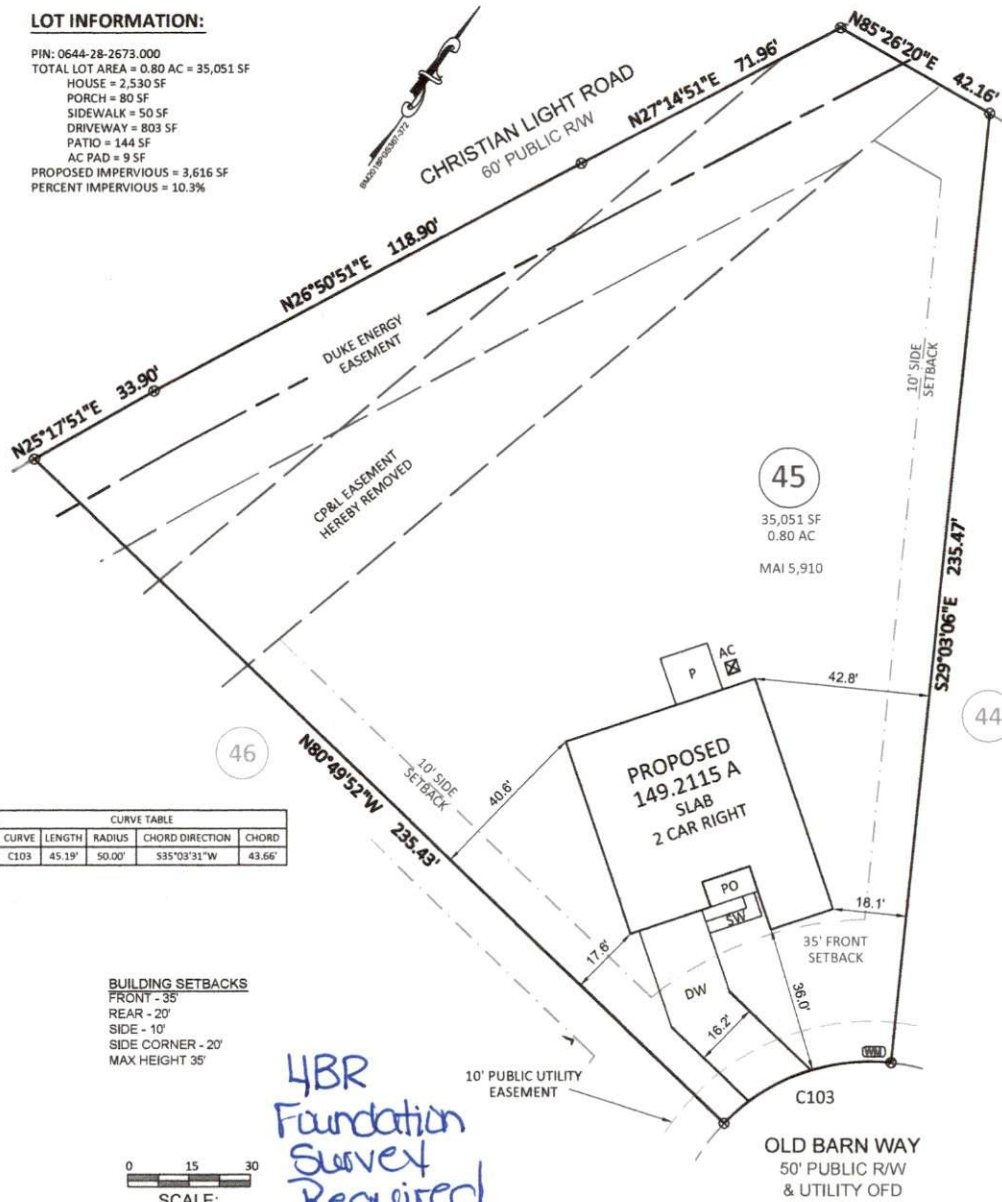 LOT INFORMATION:
PIN: 0644-28-2673.000
TOTAL LOT AREA = 0.80 AC = 35,051 SF
HOUSE = 2,530 SF
PORCH = 80 SF
SIDEWALK = 50 SF
DRIVEWAY = 803 SF
PATIO = 144 SF
AC PAD = 9 SF
PROPOSED IMPERVIOUS = 3,616 SF
PERCENT IMPERVIOUS = 10.3%
CHRISTIAN LIGHT ROAD
60' PUBLIC R/W
N85°26'20"E 42.16'
N27°14'51"E 71.96'
N26°50'51"E 118.90'
N25°17'51"E 33.90'
DUKE ENERGY
EASEMENT
CP&L EASEMENT
HEREBY REMOVED
10' SIDE
SETBACK
45
35,051 SF
0.80 AC
MAI 5,910
S29°03'06"E 235.47'
44
46
N80°49'52"W 235.43'
10' SIDE
SETBACK
P
AC
42.8'
40.6'
PROPOSED
149.2115 A
SLAB
2 CAR RIGHT
PO
SW
18.1'
17.6'
35' FRONT
SETBACK
DW
36.0'
16.2'
CURVE TABLE
CURVE LENGTH RADIUS CHORD DIRECTION CHORD
C103 45.19' 50.00' S35°03'31"W 43.66'
BUILDING SETBACKS
FRONT - 35'
REAR - 20'
SIDE - 10'
SIDE CORNER - 20'
MAX HEIGHT 35'
10' PUBLIC UTILITY
EASEMENT
C103
OLD BARN WAY
50' PUBLIC R/W
& UTILITY OFD
4BR
Foundation
Survey
Required
0 15 30
SCALE: